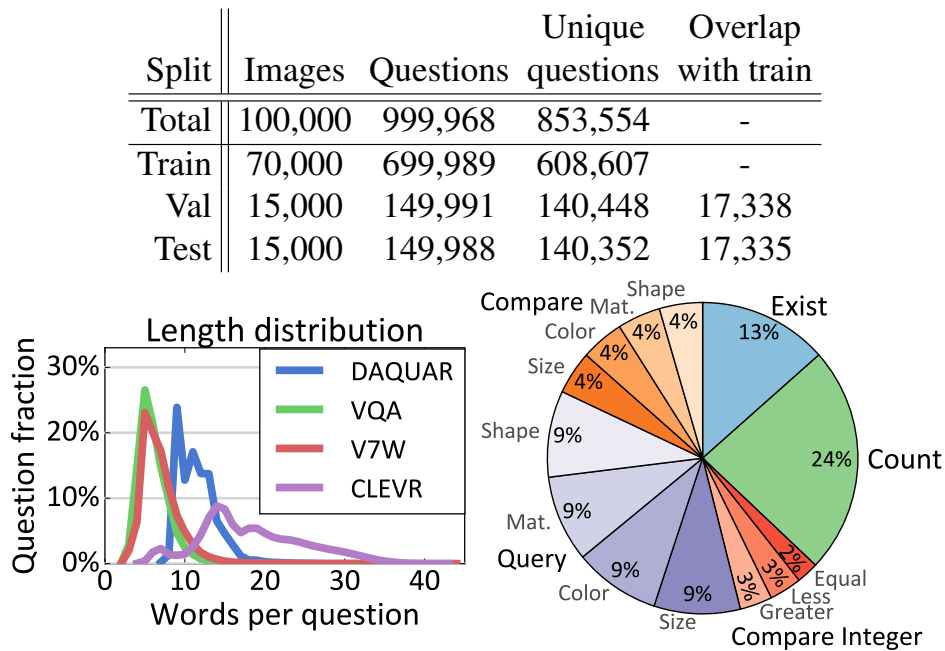 Unique Overlap
Split Images Questions questions with train
Total 100,000 999,968 853,554 -
Train 70,000 699,989 608,607 -
Val 15,000 149,991 140,448 17,338
Test 15,000 149,988 140,352 17,335
Length distribution
Question fraction
30%
20%
10%
0%
0 10 20 30 40
Words per question
DAQUAR
VQA
V7W
CLEVR
Compare
Shape
4%
Mat.
4%
Color
4%
Size
4%
Exist
13%
Count
24%
Shape
9%
Mat.
9%
Query
Color
9%
Size
9%
Equal
2%
Less
3%
Greater
3%
Compare Integer